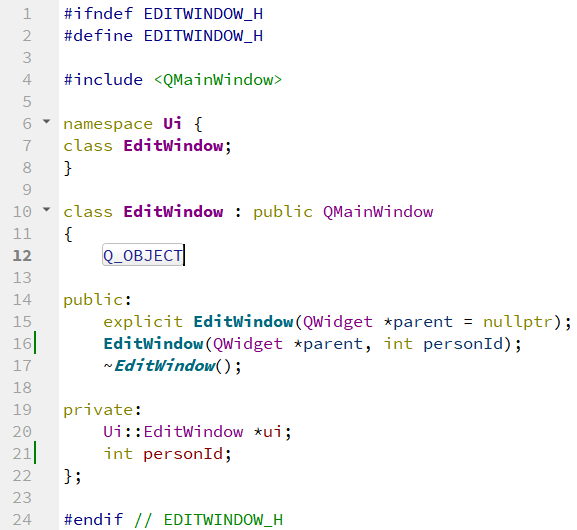 1 #ifndef EDITWINDOW_H
2 #define EDITWINDOW_H
3
4 #include <QMainWindow>
5
6 namespace Ui {
7 class EditWindow;
8 }
9
10 class EditWindow : public QMainWindow
11 {
12     Q_OBJECT
13
14 public:
15     explicit EditWindow(QWidget *parent = nullptr);
16     EditWindow(QWidget *parent, int personId);
17     ~EditWindow();
18
19 private:
20     Ui::EditWindow *ui;
21     int personId;
22 };
23
24 #endif // EDITWINDOW_H